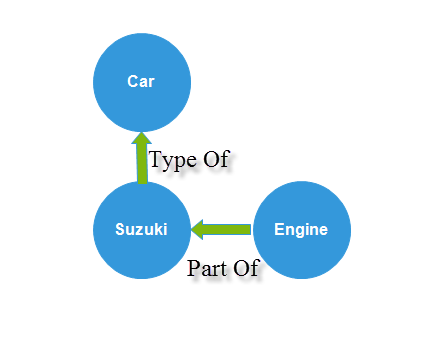 Car
Type Of
Suzuki
Engine
Part Of